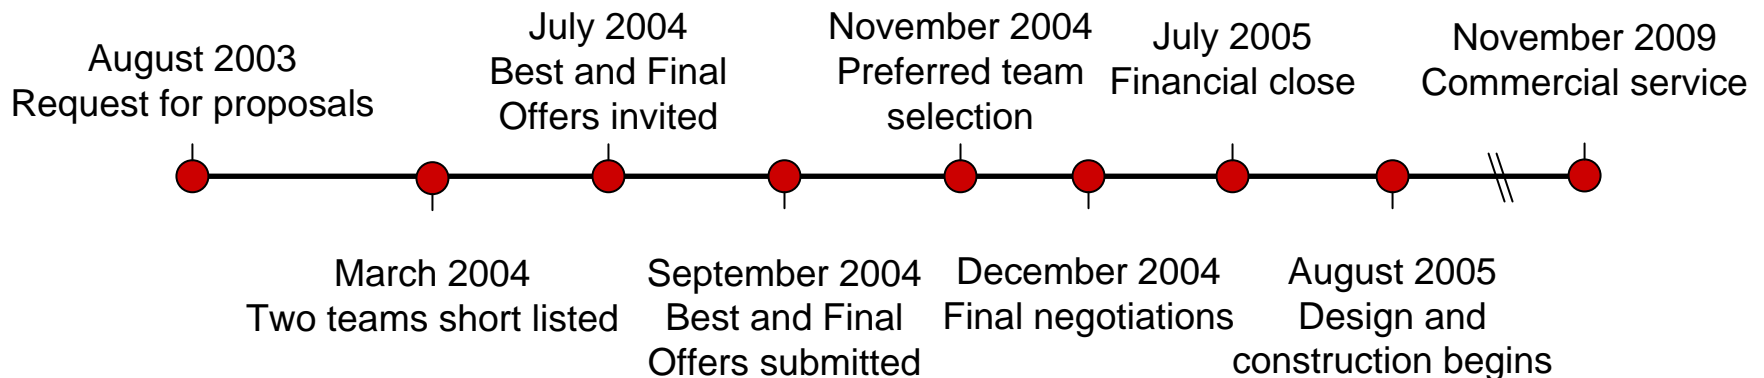 August 2003
Request for proposals
July 2004
Best and Final
Offers invited
November 2004
Preferred team
selection
July 2005
Financial close
November 2009
Commercial service
March 2004
Two teams short listed
September 2004
Best and Final
Offers submitted
December 2004
Final negotiations
August 2005
Design and
construction begins